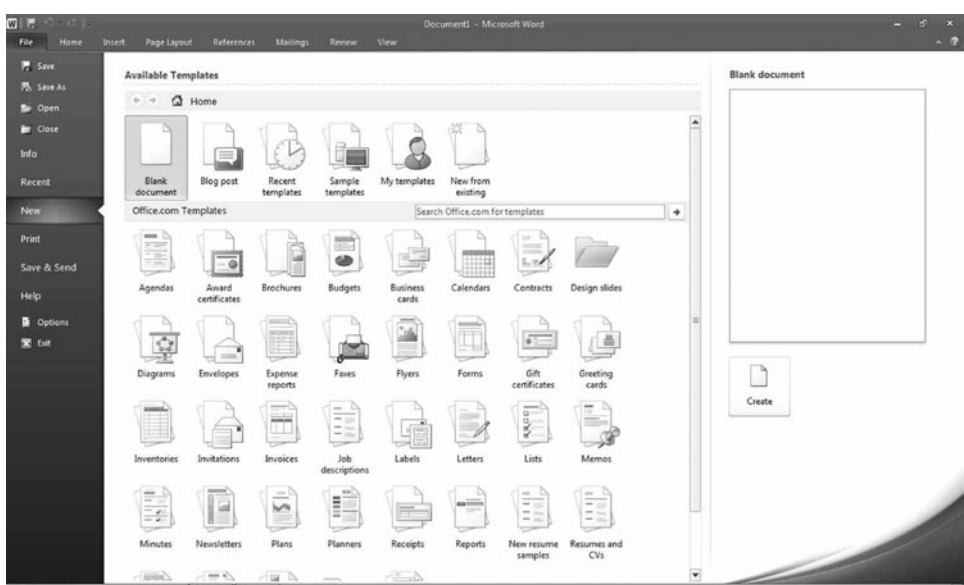 W
Document1 - Microsoft Word
File Home Insert Page Layout References Mailings Review View
Save
Save As
Open
Close
Info
Recent
New
Print
Save & Send
Help
Options
Exit
Available Templates
Home
Blank document
Blog post
Recent templates
Sample templates
My templates
New from existing
Office.com Templates
Search Office.com for templates
Agendas
Award certificates
Brochures
Budgets
Business cards
Calendars
Contracts
Design slides
Diagrams
Envelopes
Expense reports
Faxes
Flyers
Forms
Gift certificates
Greeting cards
Inventories
Invitations
Invoices
Job descriptions
Labels
Letters
Lists
Memos
Minutes
Newsletters
Plans
Planners
Receipts
Reports
New resume samples
Resumes and CVs
Blank document
Create